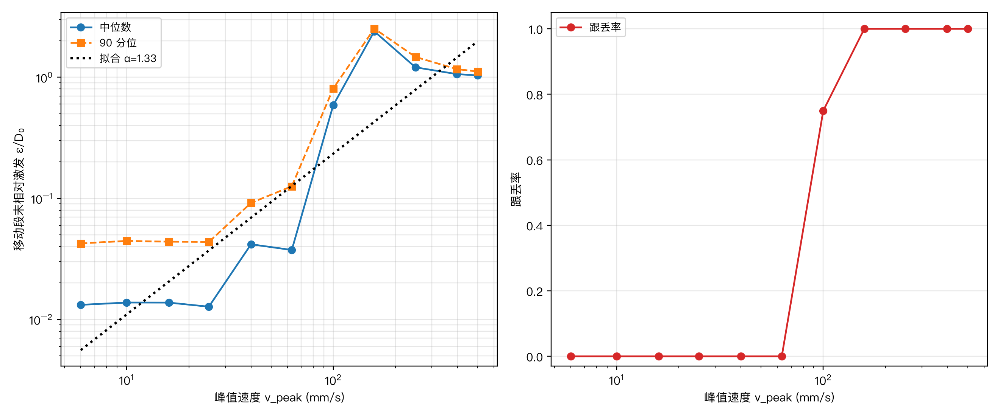 中位数
90 分位
拟合 α=1.33
10⁰
10⁻¹
10⁻²
移动段末相对激发 ε/D₀
10¹
10²
峰值速度 v_peak (mm/s)
跟丢率
1.0
0.8
0.6
0.4
0.2
0.0
跟丢率
10¹
10²
峰值速度 v_peak (mm/s)